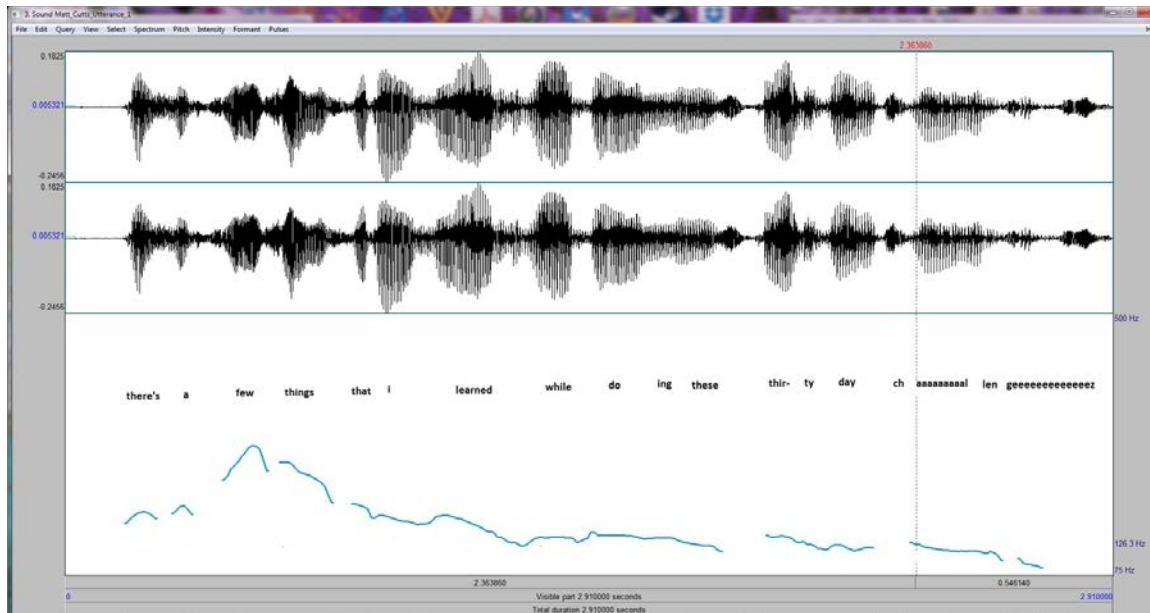 3. Sound Matt_Cutts_Utterance_1
File Edit Query View Select Spectrum Pitch Intensity Formant Pulses
2.363860
0.1825
0.005321
-0.2456
0.1825
0.005321
-0.2456
500 Hz
there's a few things that i learned while do ing these thir- ty day ch aaaaaaaaal len geeeeeeeeeeeeez
126.3 Hz
75 Hz
2.363860 0.546140
0 Visible part 2.910000 seconds 2.910000
Total duration 2.910000 seconds